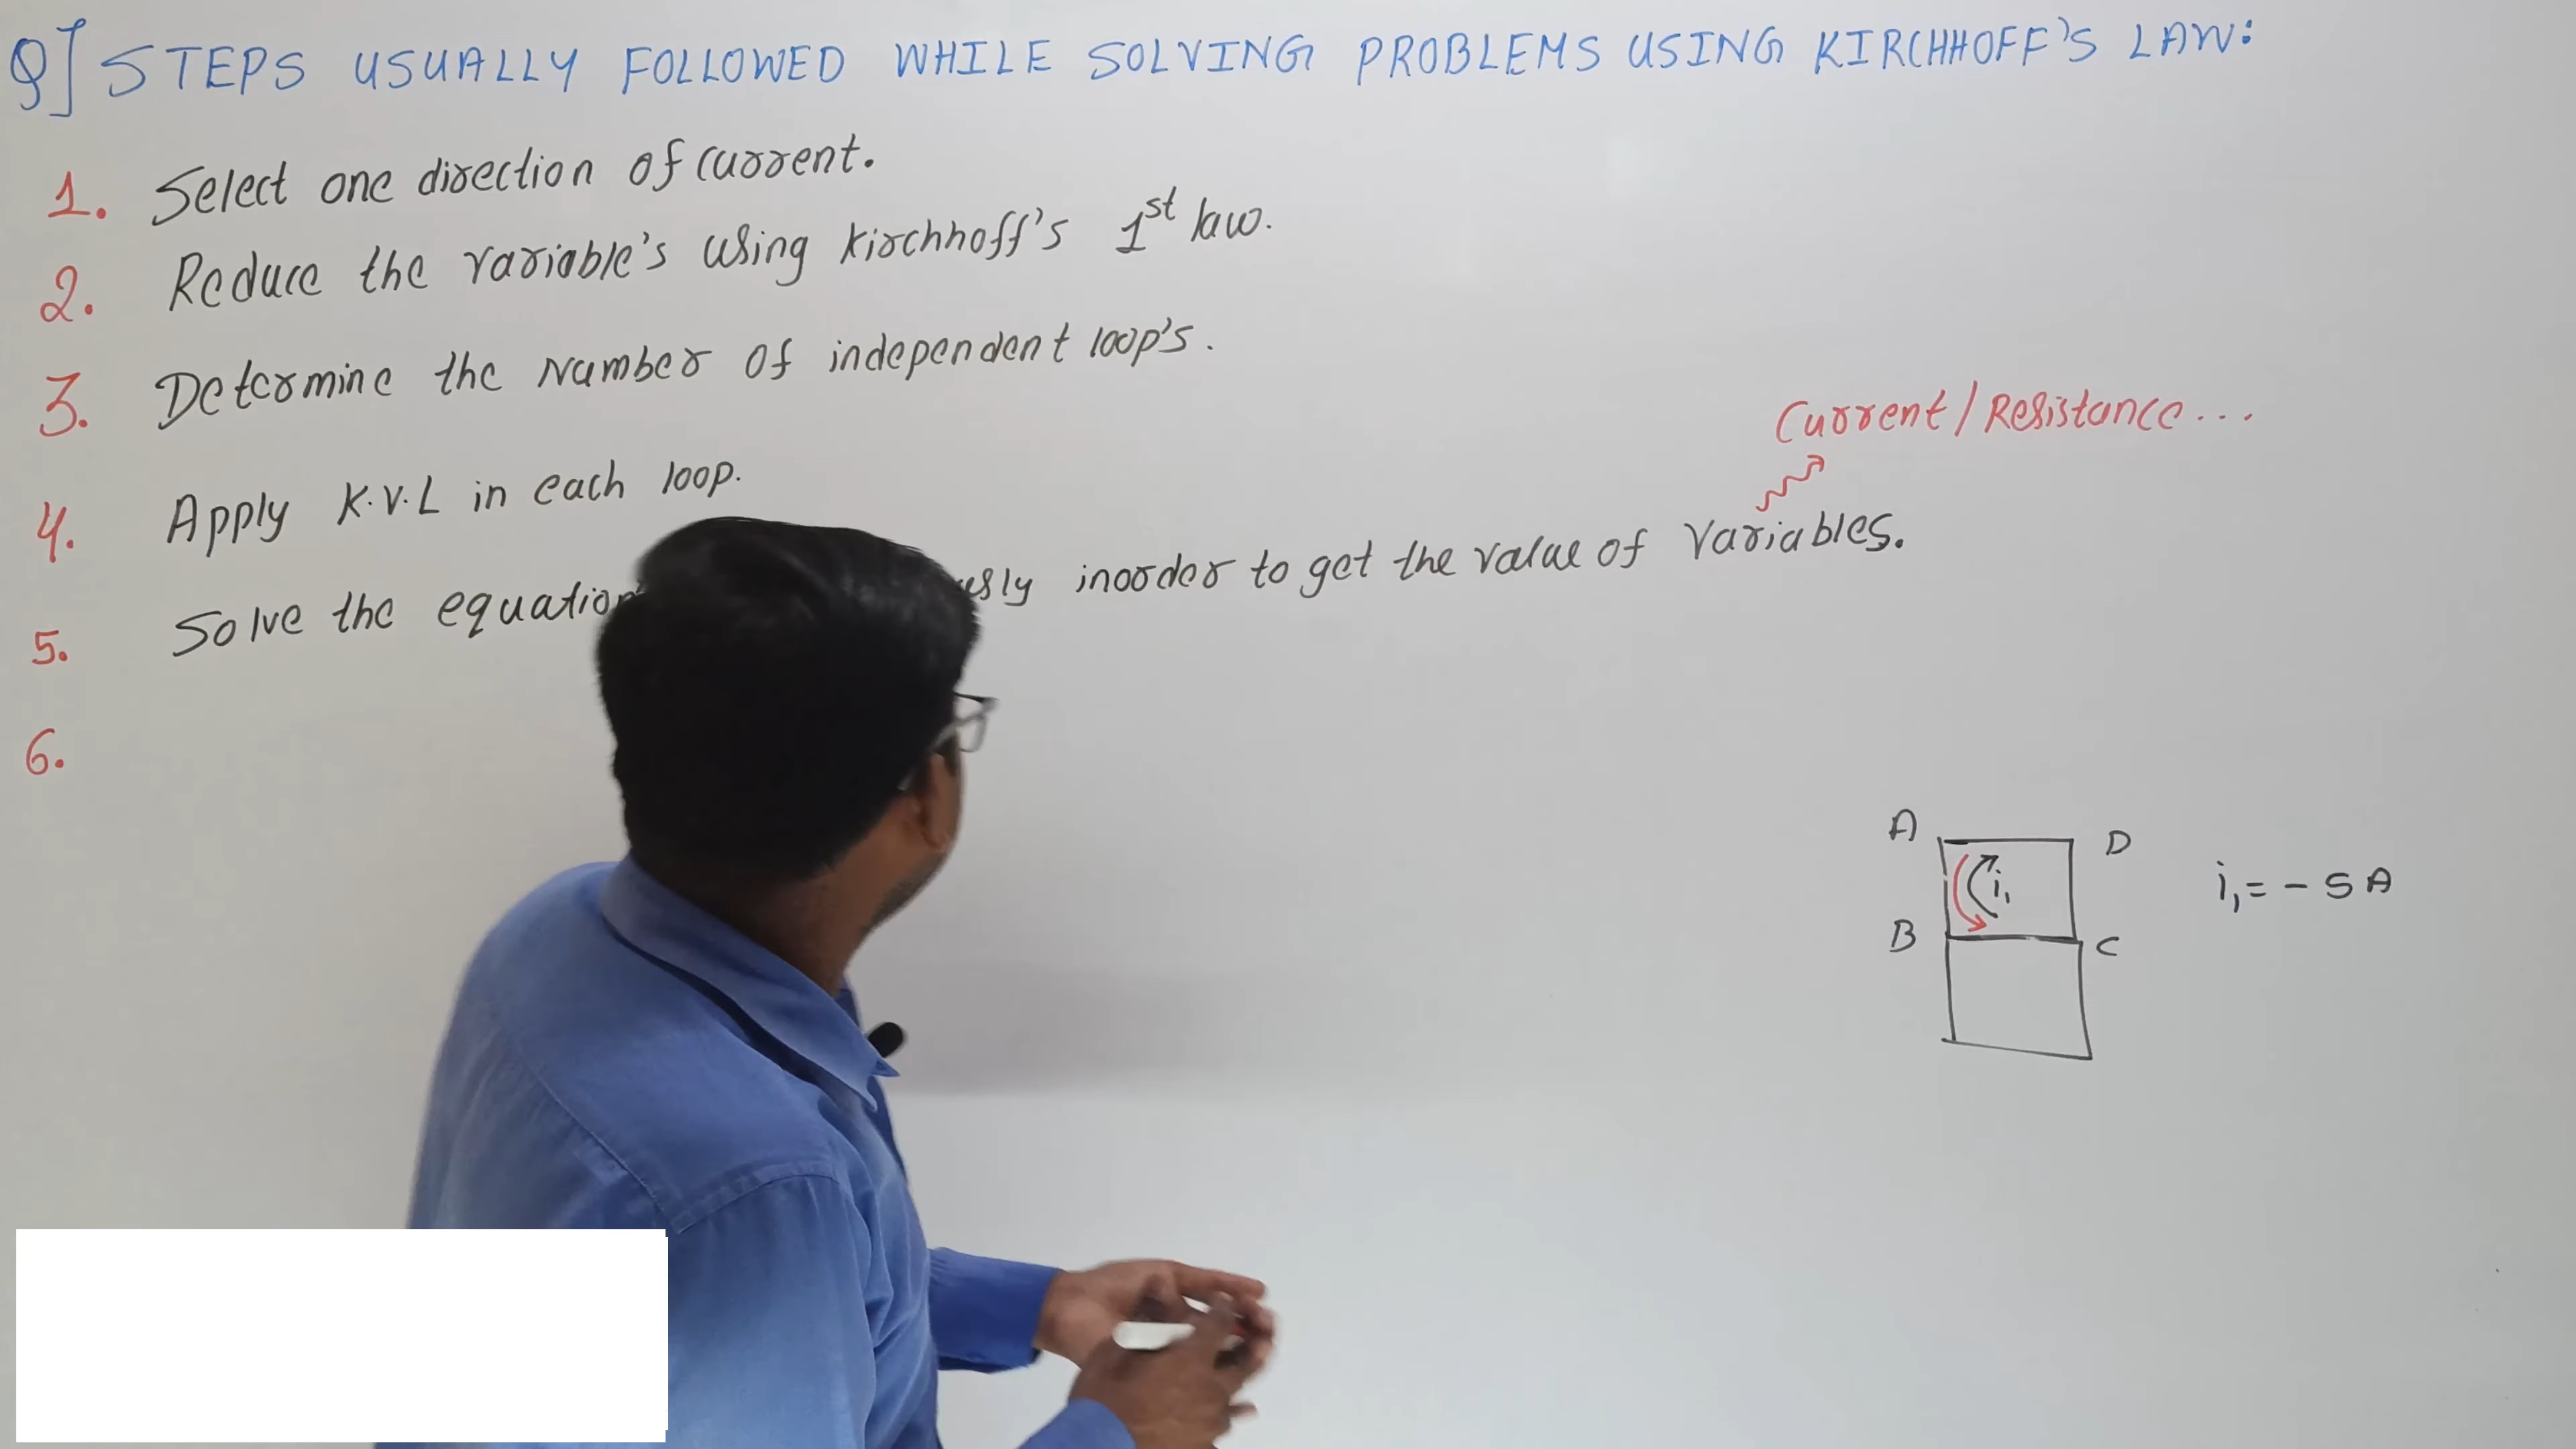 Q] STEPS USUALLY FOLLOWED WHILE SOLVING PROBLEMS USING KIRCHHOFF'S LAW:
1. Select one direction of current.
2. Reduce the variable's using Kirchhoff's 1st law.
3. Determine the number of independent loop's.
Current/Resistance...
4. Apply K.V.L in each loop.
5. Solve the equation inorder to get the value of variables.
6.
A D
i₁ i₁ = - 5 A
B C